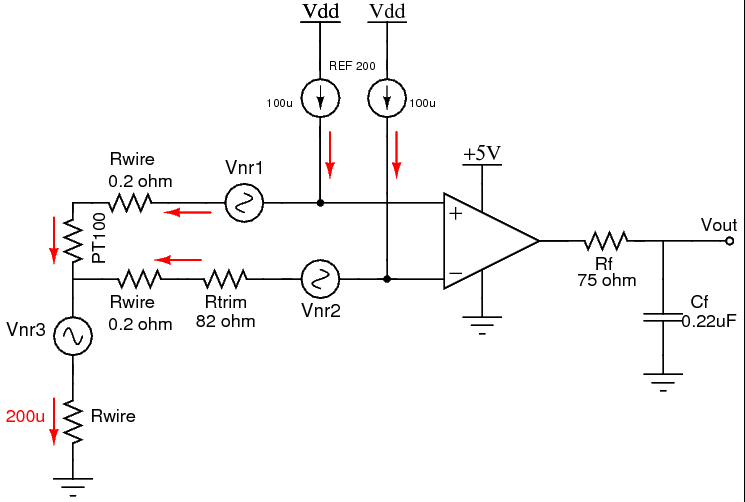 Vdd
Vdd
REF 200
100u
100u
Rwire
0.2 ohm
Vnr1
+5V
PT100
+
−
Vout
Rf
75 ohm
Rwire
0.2 ohm
Rtrim
82 ohm
Vnr2
Cf
0.22uF
Vnr3
200u
Rwire